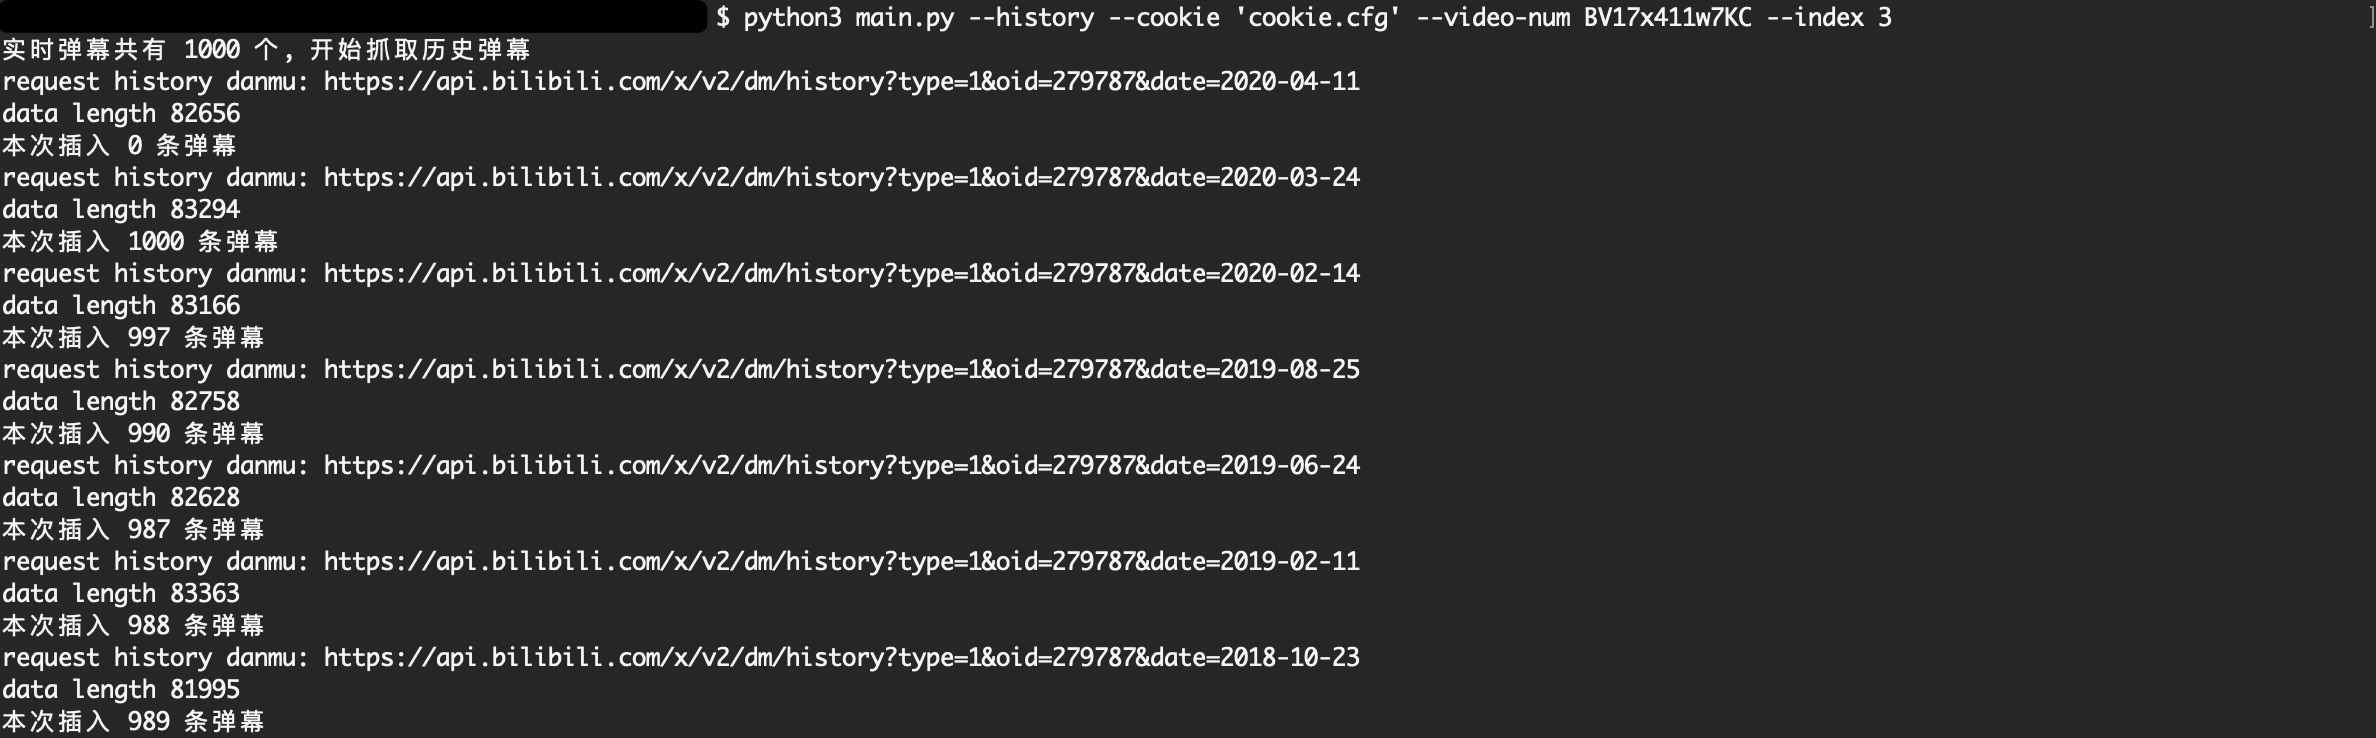 $ python3 main.py --history --cookie 'cookie.cfg' --video-num BV17x411w7KC --index 3
实时弹幕共有 1000 个, 开始抓取历史弹幕
request history danmu: https://api.bilibili.com/x/v2/dm/history?type=1&oid=279787&date=2020-04-11
data length 82656
本次插入 0 条弹幕
request history danmu: https://api.bilibili.com/x/v2/dm/history?type=1&oid=279787&date=2020-03-24
data length 83294
本次插入 1000 条弹幕
request history danmu: https://api.bilibili.com/x/v2/dm/history?type=1&oid=279787&date=2020-02-14
data length 83166
本次插入 997 条弹幕
request history danmu: https://api.bilibili.com/x/v2/dm/history?type=1&oid=279787&date=2019-08-25
data length 82758
本次插入 990 条弹幕
request history danmu: https://api.bilibili.com/x/v2/dm/history?type=1&oid=279787&date=2019-06-24
data length 82628
本次插入 987 条弹幕
request history danmu: https://api.bilibili.com/x/v2/dm/history?type=1&oid=279787&date=2019-02-11
data length 83363
本次插入 988 条弹幕
request history danmu: https://api.bilibili.com/x/v2/dm/history?type=1&oid=279787&date=2018-10-23
data length 81995
本次插入 989 条弹幕